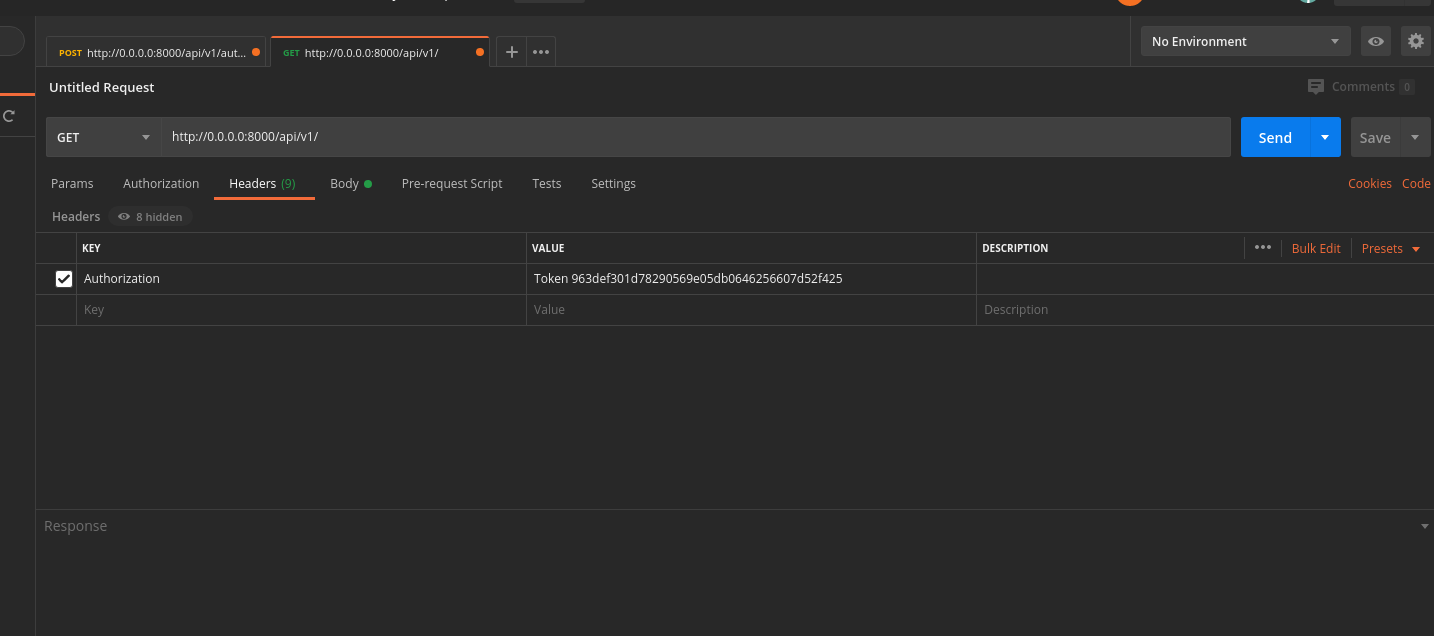 POST http://0.0.0.0:8000/api/v1/aut... GET http://0.0.0.0:8000/api/v1/ No Environment
Untitled Request Comments 0
GET http://0.0.0.0:8000/api/v1/ Send Save
Params Authorization Headers (9) Body Pre-request Script Tests Settings Cookies Code
Headers 8 hidden
KEY VALUE DESCRIPTION Bulk Edit Presets
Authorization Token 963def301d78290569e05db0646256607d52f425
Key Value Description
Response